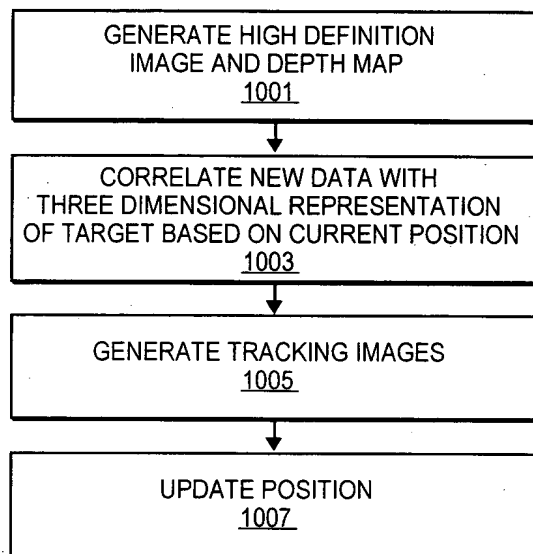 GENERATE HIGH DEFINITION
IMAGE AND DEPTH MAP
1001
CORRELATE NEW DATA WITH
THREE DIMENSIONAL REPRESENTATION
OF TARGET BASED ON CURRENT POSITION
1003
GENERATE TRACKING IMAGES
1005
UPDATE POSITION
1007